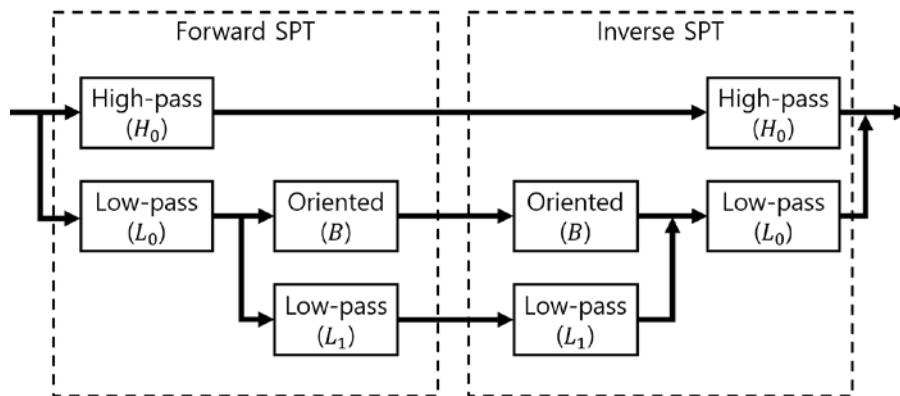 Forward SPT
Inverse SPT
High-pass
(H₀)
High-pass
(H₀)
Low-pass
(L₀)
Oriented
(B)
Oriented
(B)
Low-pass
(L₀)
Low-pass
(L₁)
Low-pass
(L₁)